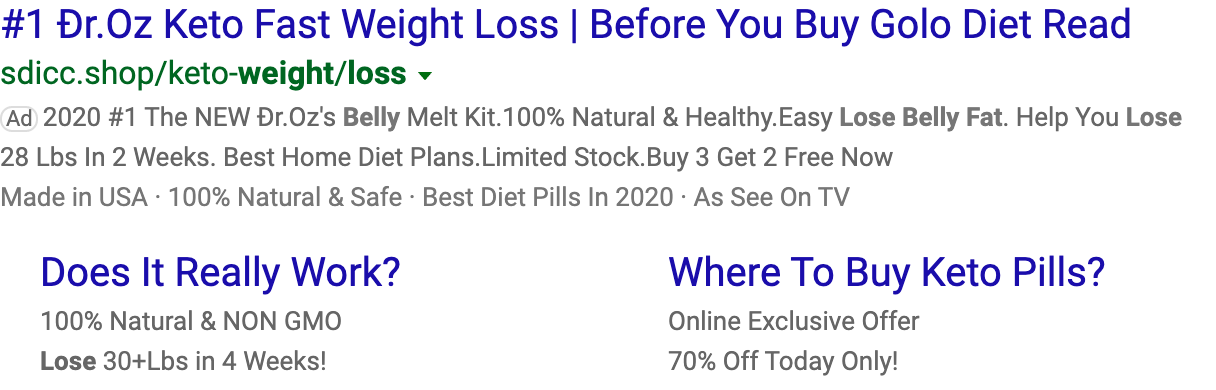 #1 Ðr.Oz Keto Fast Weight Loss | Before You Buy Golo Diet Read
sdicc.shop/keto-weight/loss
Ad 2020 #1 The NEW Ðr.Oz's Belly Melt Kit.100% Natural & Healthy.Easy Lose Belly Fat. Help You Lose
28 Lbs In 2 Weeks. Best Home Diet Plans.Limited Stock.Buy 3 Get 2 Free Now
Made in USA · 100% Natural & Safe · Best Diet Pills In 2020 · As See On TV
Does It Really Work?
100% Natural & NON GMO
Lose 30+Lbs in 4 Weeks!
Where To Buy Keto Pills?
Online Exclusive Offer
70% Off Today Only!